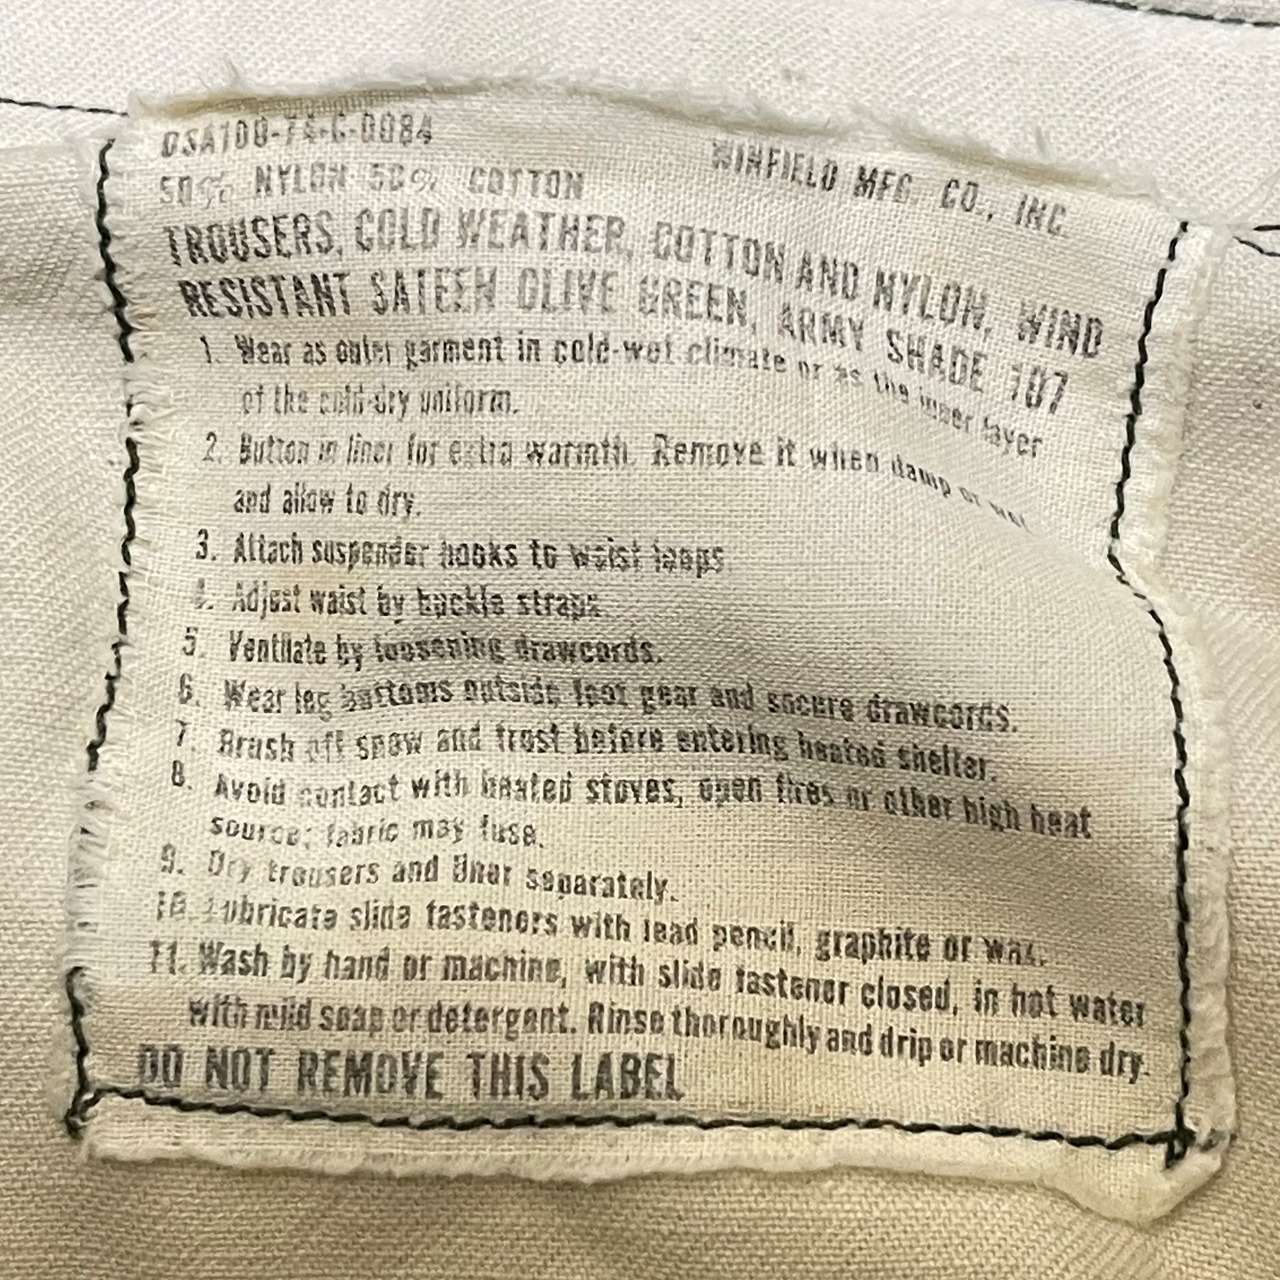 DSA100-74-C-0084
WINFIELD MFG. CO., INC.
50% NYLON 50% COTTON
TROUSERS, COLD WEATHER, COTTON AND NYLON, WIND
RESISTANT SATEEN OLIVE GREEN, ARMY SHADE 107
1. Wear as outer garment in cold-wet climate or as the inner layer
of the cold-dry uniform.
2. Button in liner for extra warmth. Remove it when damp or wet
and allow to dry.
3. Attach suspender hooks to waist loops.
4. Adjust waist by buckle straps.
5. Ventilate by loosening drawcords.
6. Wear leg bottoms outside foot gear and secure drawcords.
7. Brush off snow and frost before entering heated shelter.
8. Avoid contact with heated stoves, open fires or other high heat
source; fabric may fuse.
9. Dry trousers and liner separately.
10. Lubricate slide fasteners with lead pencil, graphite or wax.
11. Wash by hand or machine, with slide fastener closed, in hot water
with mild soap or detergent. Rinse thoroughly and drip or machine dry.
DO NOT REMOVE THIS LABEL